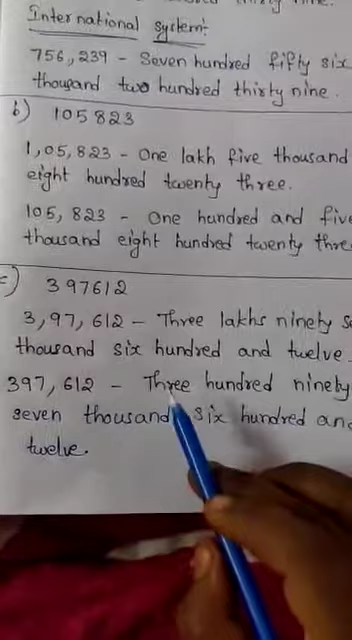 International system:
756,239 - Seven hundred fifty six
thousand two hundred thirty nine.
b) 105823
1,05,823 - One lakh five thousand
eight hundred twenty three.
105,823 - One hundred and five
thousand eight hundred twenty three
397612
3,97,612 - Three lakhs ninety
thousand six hundred and twelve.
397,612 - Three hundred ninety
seven thousand six hundred and
twelve.